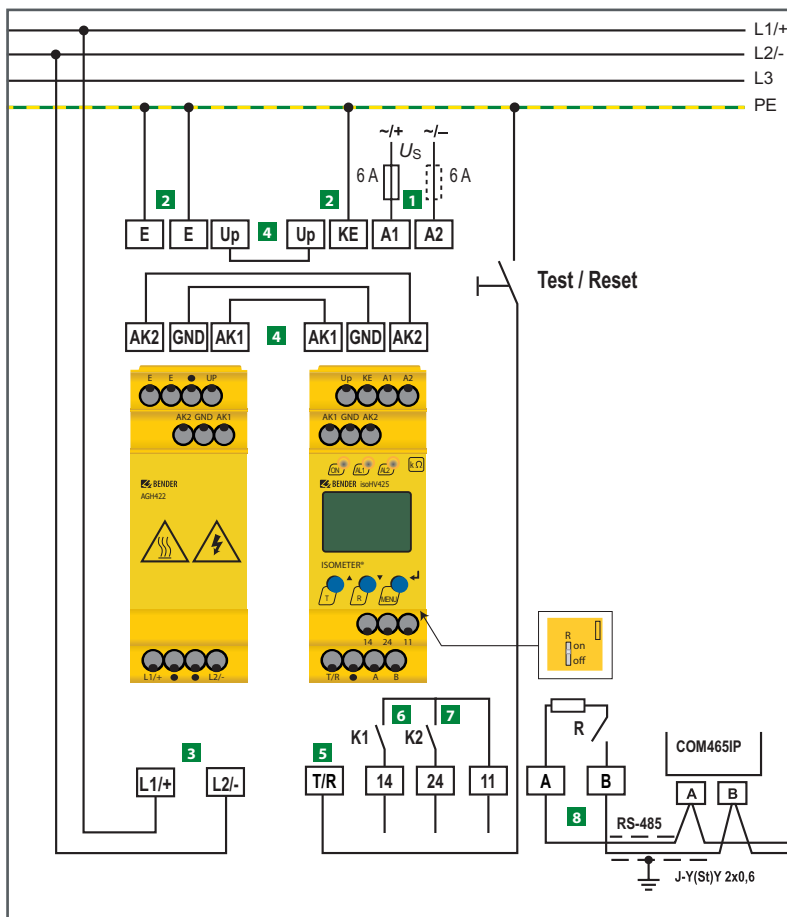 L1/+
L2/-
L3
PE
~/+ ~/–
US
6 A 6 A
2 2 1
E E Up 4 Up KE A1 A2
Test / Reset
AK2 GND AK1 4 AK1 GND AK2
E E UP
Up KE A1 A2
AK2 GND AK1
AK1 GND AK2
ON AL1 AL2 kΩ
BENDER
AGH422
BENDER isoHV425
ISOMETER®
T R MENU
14 24 11
R
on
off
L1/+ L2/-
T/R A B
6 7
K1 K2
R
COM465IP
3 5
L1/+ L2/- T/R 14 24 11 A B
A B
8
RS-485
J-Y(St)Y 2x0,6